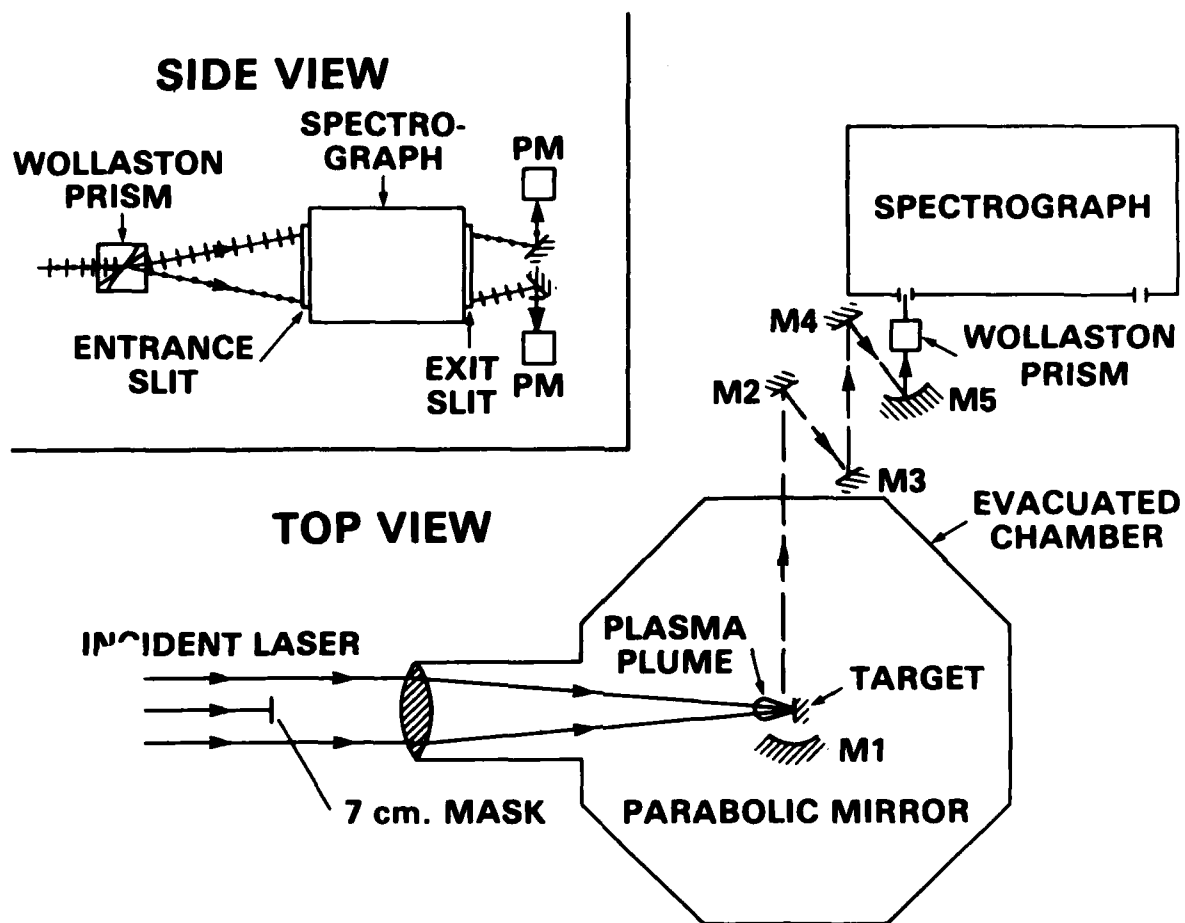 SIDE VIEW
WOLLASTON
PRISM
SPECTRO-
GRAPH
PM
ENTRANCE
SLIT
EXIT
SLIT
PM
SPECTROGRAPH
M4
WOLLASTON
PRISM
M2
M5
M3
TOP VIEW
EVACUATED
CHAMBER
LASER
PLASMA
PLUME
TARGET
M1
7 cm. MASK
PARABOLIC MIRROR